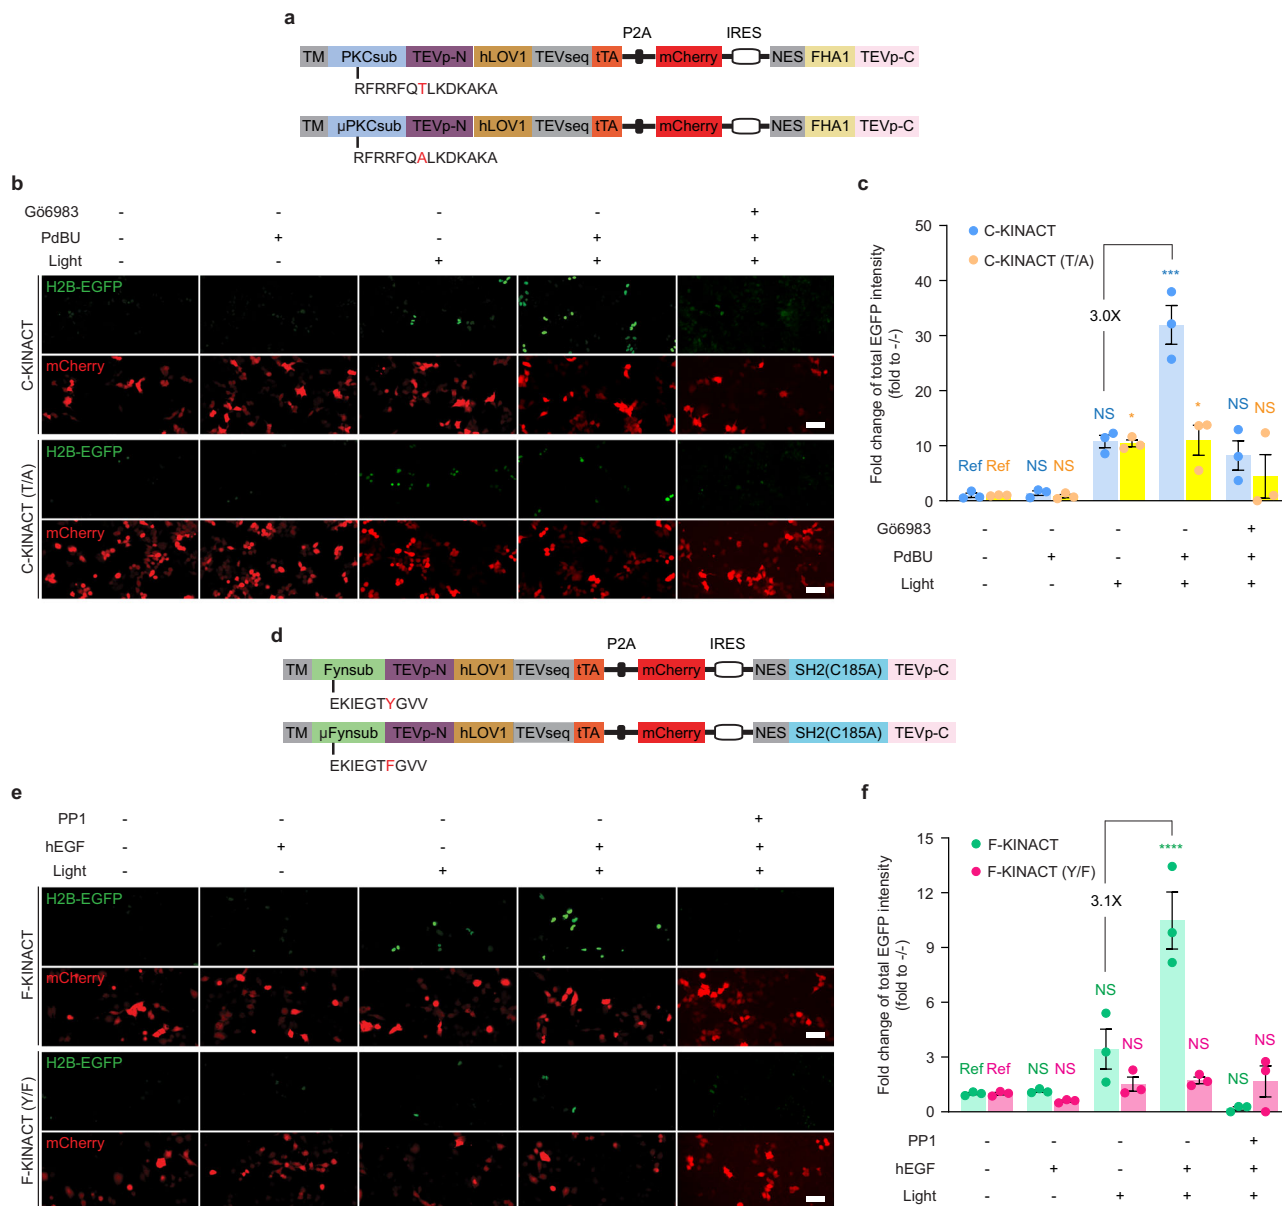 a
P2A IRES
TM PKCsub TEVp-N hLOV1 TEVseq tTA mCherry NES FHA1 TEVp-C
RFRRFQTLKDKAKA
TM µPKCsub TEVp-N hLOV1 TEVseq tTA mCherry NES FHA1 TEVp-C
RFRRFQALKDKAKA
b
Gö6983 - - - - +
PdBU - + - + +
Light - - + + +
C-KINACT
H2B-EGFP
mCherry
C-KINACT (T/A)
H2B-EGFP
mCherry
c
Fold change of total EGFP intensity
(fold to -/-)
50
40
30
20
10
0
C-KINACT
C-KINACT (T/A)
3.0X
***
Ref Ref NS NS NS * * NS NS
Gö6983 - - - - +
PdBU - + - + +
Light - - + + +
d
P2A IRES
TM Fynsub TEVp-N hLOV1 TEVseq tTA mCherry NES SH2(C185A) TEVp-C
EKIEGTYGVV
TM µFynsub TEVp-N hLOV1 TEVseq tTA mCherry NES SH2(C185A) TEVp-C
EKIEGTFGVV
e
PP1 - - - - +
hEGF - + - + +
Light - - + + +
F-KINACT
H2B-EGFP
mCherry
F-KINACT (Y/F)
H2B-EGFP
mCherry
f
Fold change of total EGFP intensity
(fold to -/-)
15
12
9
6
3
0
F-KINACT
F-KINACT (Y/F)
3.1X
****
Ref Ref NS NS NS NS NS NS NS
PP1 - - - - +
hEGF - + - + +
Light - - + + +